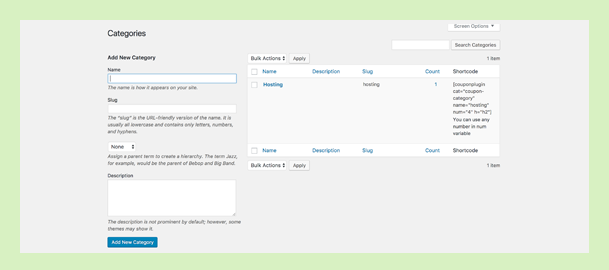 Screen Options ▼
Categories
Search Categories
Add New Category
Name
The name is how it appears on your site.
Slug
The "slug" is the URL-friendly version of the name. It is
usually all lowercase and contains only letters, numbers,
and hyphens.
None
Assign a parent term to create a hierarchy. The term Jazz,
for example, would be the parent of Bebop and Big Band.
Description
The description is not prominent by default; however, some
themes may show it.
Add New Category
Bulk Actions Apply 1 item
Name Description Slug Count Shortcode
Hosting hosting 1 [couponplugin
cat="coupon-
category"
name="hosting"
num="4" h="h2"]
You can use any
number in num
variable
Name Description Slug Count Shortcode
Bulk Actions Apply 1 item